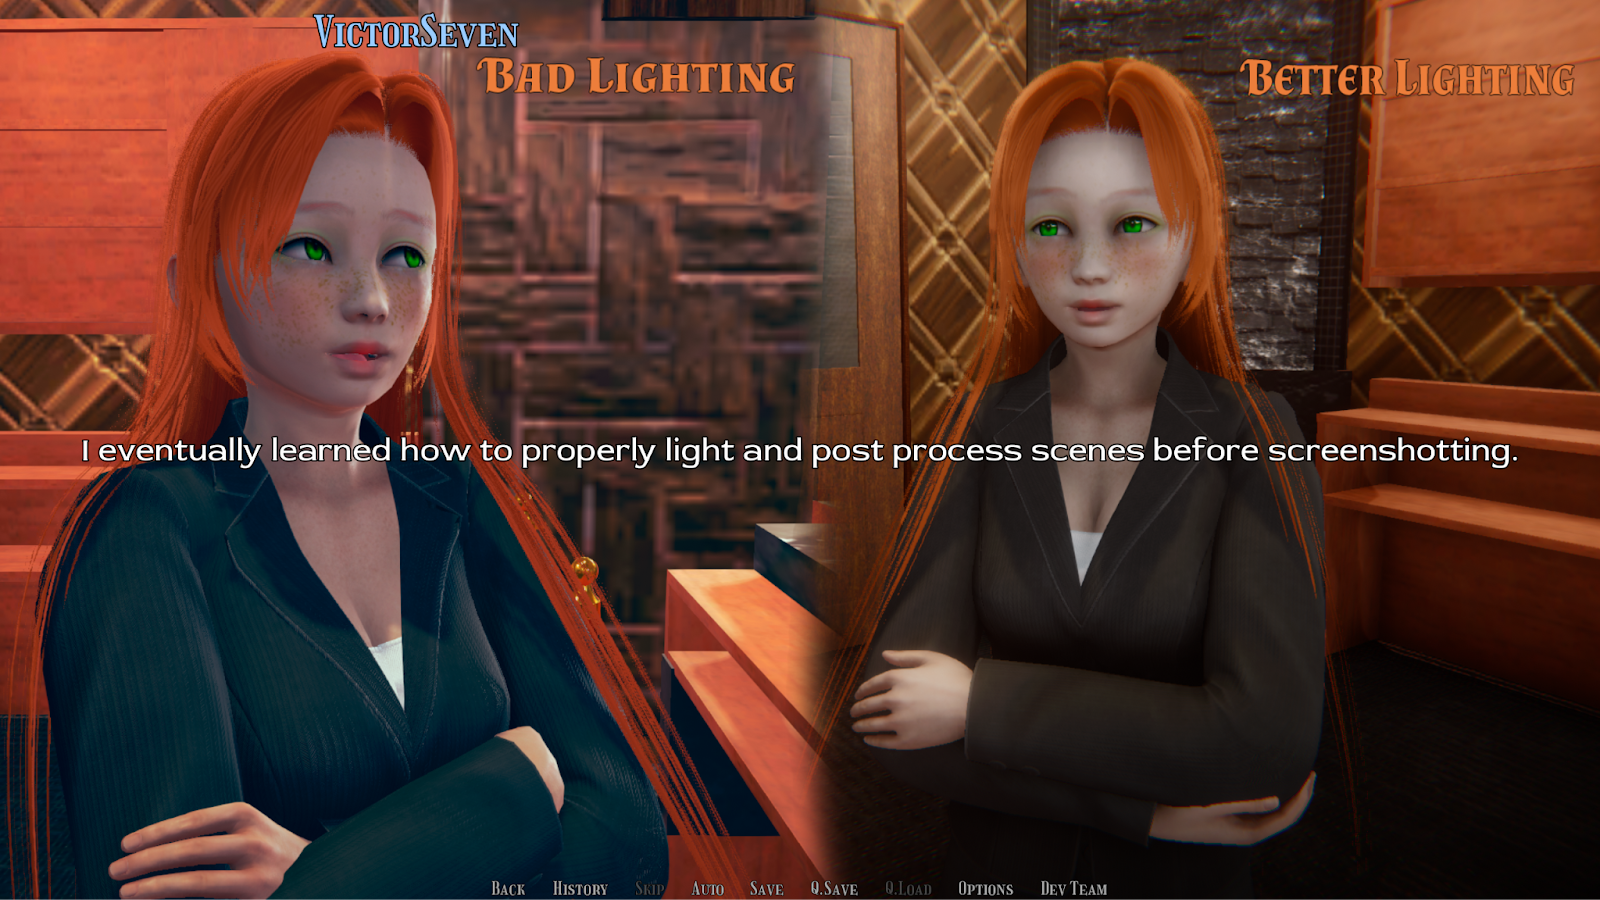 VictorSeven
Bad Lighting
Better Lighting
I eventually learned how to properly light and post process scenes before screenshotting.
Back History Skip Auto Save Q.Save Q.Load Options Dev Team